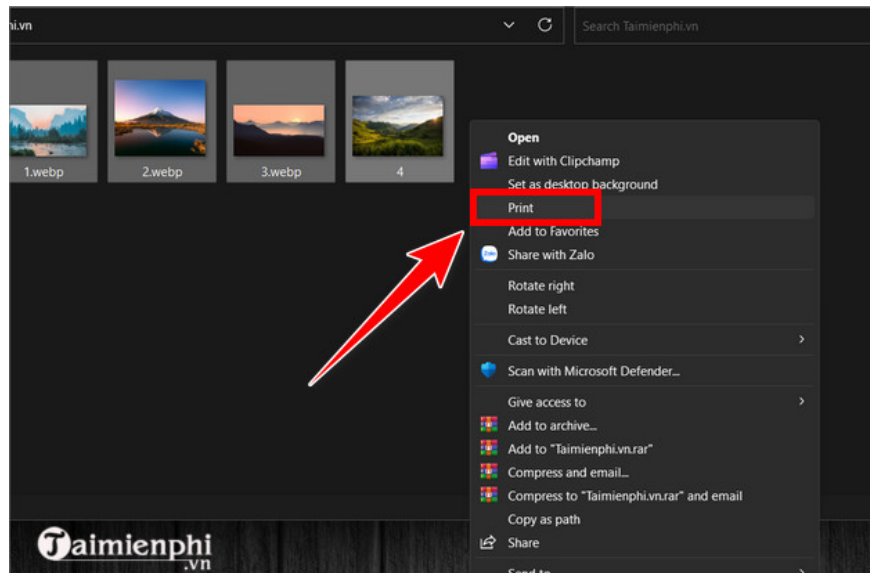 hi.vn
Search Taimienphi.vn
1.webp
2.webp
3.webp
4
Open
Edit with Clipchamp
Set as desktop background
Print
Add to Favorites
Share with Zalo
Rotate right
Rotate left
Cast to Device
Scan with Microsoft Defender...
Give access to
Add to archive...
Add to "Taimienphi.vn.rar"
Compress and email...
Compress to "Taimienphi.vn.rar" and email
Copy as path
Share
Send to
Taimienphi
.vn